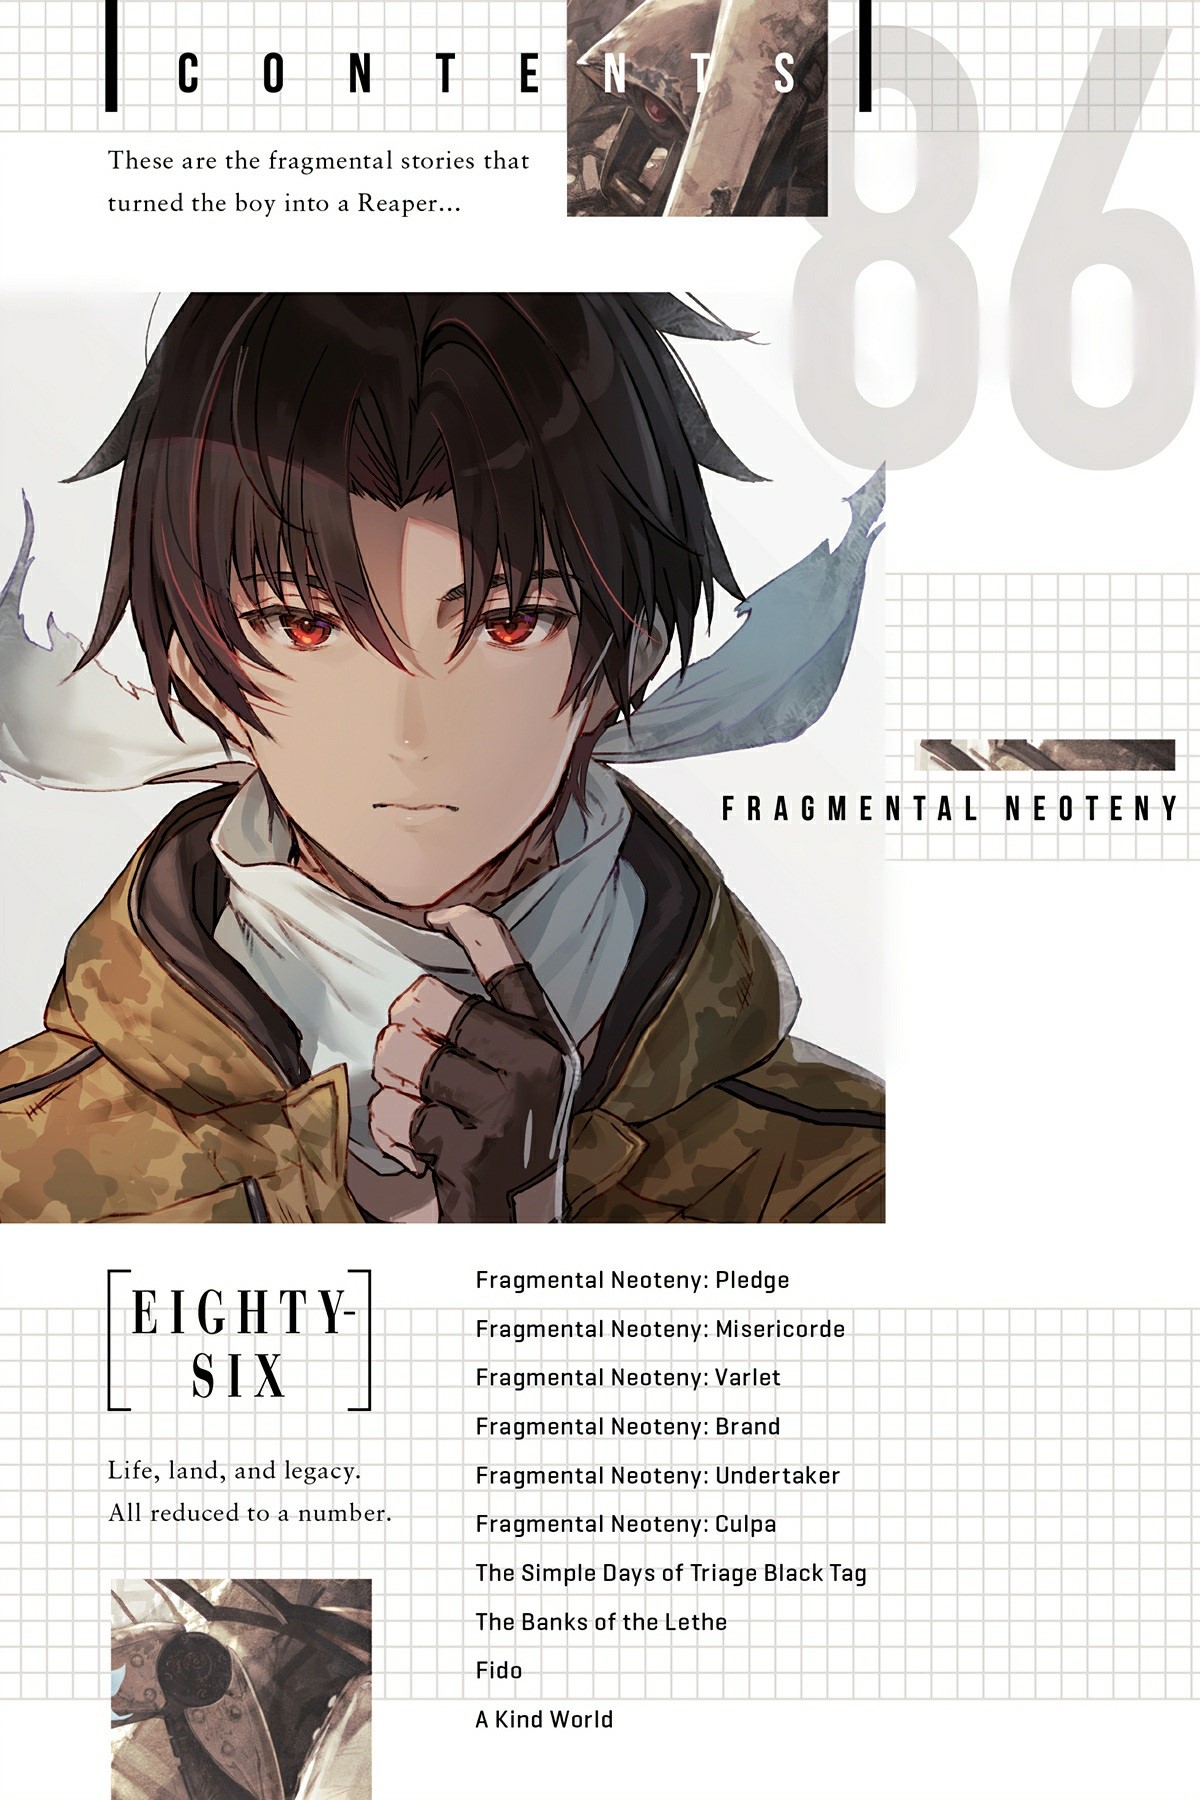 CONTENTS
86
These are the fragmental stories that
turned the boy into a Reaper...
FRAGMENTAL NEOTENY
EIGHTY-
SIX
Life, land, and legacy.
All reduced to a number.
Fragmental Neoteny: Pledge
Fragmental Neoteny: Misericorde
Fragmental Neoteny: Varlet
Fragmental Neoteny: Brand
Fragmental Neoteny: Undertaker
Fragmental Neoteny: Culpa
The Simple Days of Triage Black Tag
The Banks of the Lethe
Fido
A Kind World